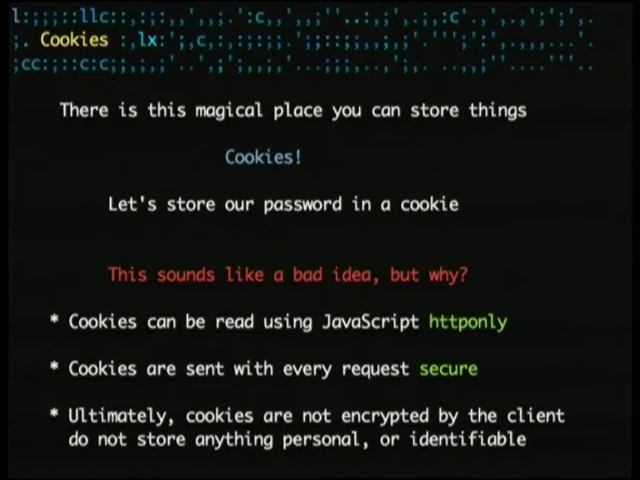 Cookies
There is this magical place you can store things
Cookies!
Let's store our password in a cookie
This sounds like a bad idea, but why?
* Cookies can be read using JavaScript httponly
* Cookies are sent with every request secure
* Ultimately, cookies are not encrypted by the client
do not store anything personal, or identifiable